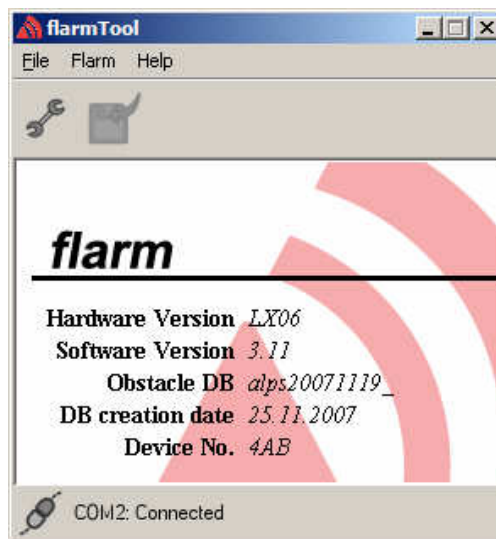 flarmTool
File Flarm Help
flarm
Hardware Version LX06
Software Version 3.11
Obstacle DB alps20071119_
DB creation date 25.11.2007
Device No. 4AB
COM2: Connected